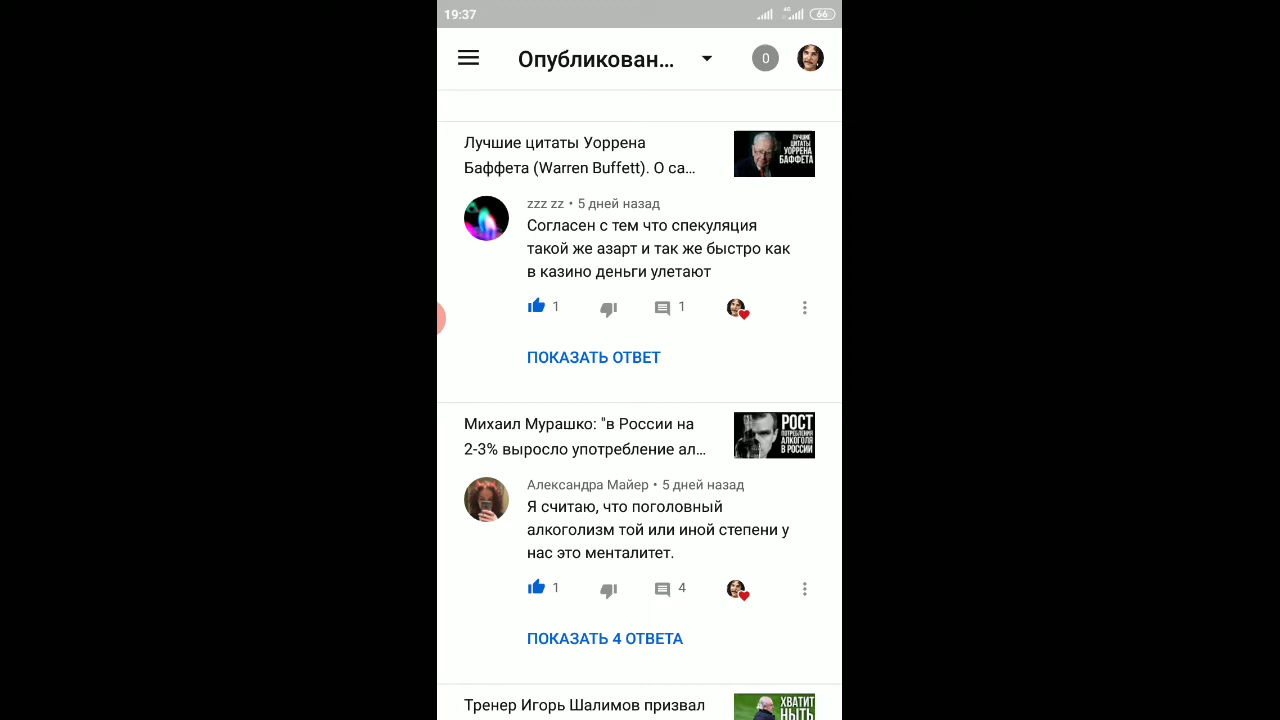 19:37
4G
66
Опубликован...
0
Лучшие цитаты Уоррена
Баффета (Warren Buffett). О са...
ЛУЧШИЕ
ЦИТАТЫ
УОРРЕНА
БАФФЕТА
zzz zz • 5 дней назад
Согласен с тем что спекуляция
такой же азарт и так же быстро как
в казино деньги улетают
1
1
ПОКАЗАТЬ ОТВЕТ
Михаил Мурашко: "в России на
2-3% выросло употребление ал...
РОСТ
ПОТРЕБЛЕНИЯ
АЛКОГОЛЯ
В РОССИИ
Александра Майер • 5 дней назад
Я считаю, что поголовный
алкоголизм той или иной степени у
нас это менталитет.
1
4
ПОКАЗАТЬ 4 ОТВЕТА
Тренер Игорь Шалимов призвал
ХВАТИТ
НЫТЬ